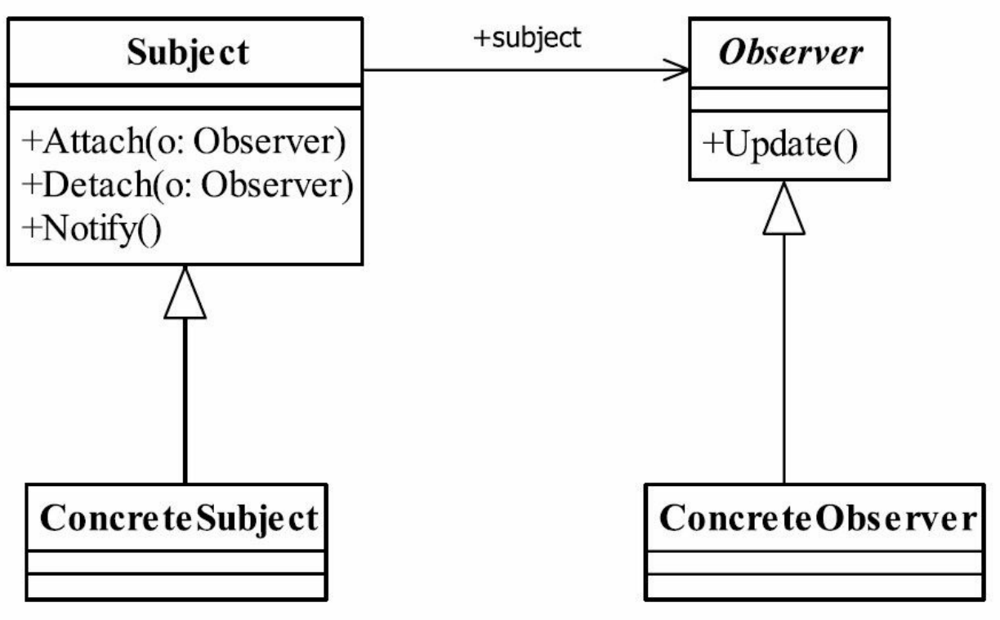 Subject
+Attach(o: Observer)
+Detach(o: Observer)
+Notify()
+subject
Observer
+Update()
ConcreteSubject
ConcreteObserver